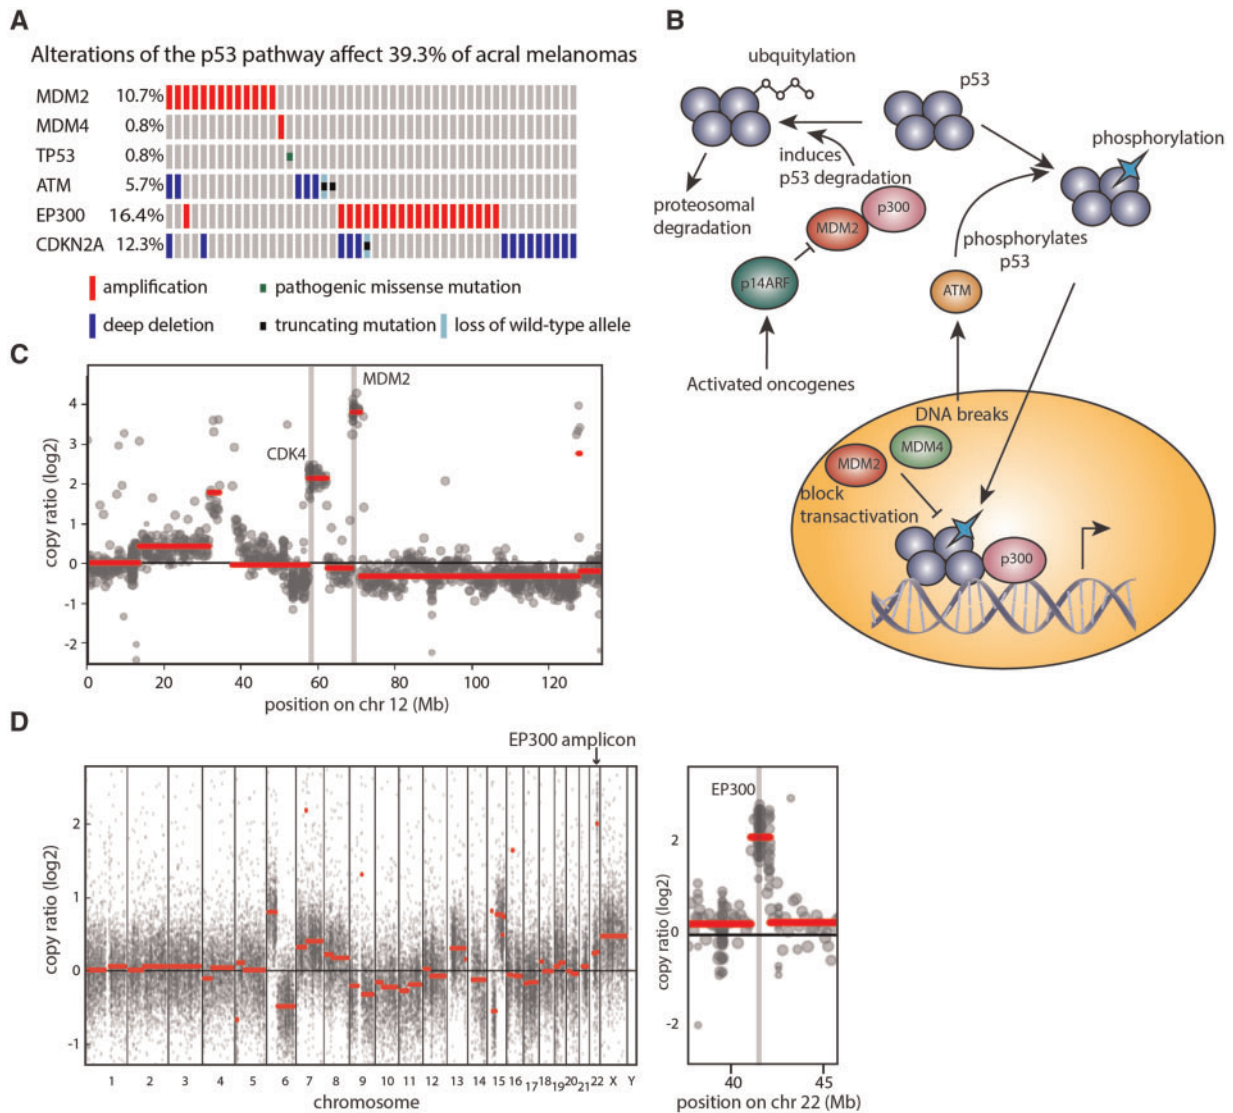 A
Alterations of the p53 pathway affect 39.3% of acral melanomas
MDM2 10.7%
MDM4 0.8%
TP53 0.8%
ATM 5.7%
EP300 16.4%
CDKN2A 12.3%
amplification
pathogenic missense mutation
deep deletion
truncating mutation
loss of wild-type allele
B
ubquitylation
p53
phosphorylation
induces
p53 degradation
proteosomal
degradation
MDM2
p300
phosphorylates
p53
p14ARF
ATM
Activated oncogenes
DNA breaks
MDM2
MDM4
block
transactivation
p300
C
MDM2
CDK4
copy ratio (log2)
4
3
2
1
0
-1
-2
0 20 40 60 80 100 120
position on chr 12 (Mb)
D
EP300 amplicon
copy ratio (log2)
2
1
0
-1
1 2 3 4 5 6 7 8 9 10 11 12 13 14 15 16 17 18 19 20 21 22 X Y
chromosome
EP300
copy ratio (log2)
2
0
-2
40 45
position on chr 22 (Mb)